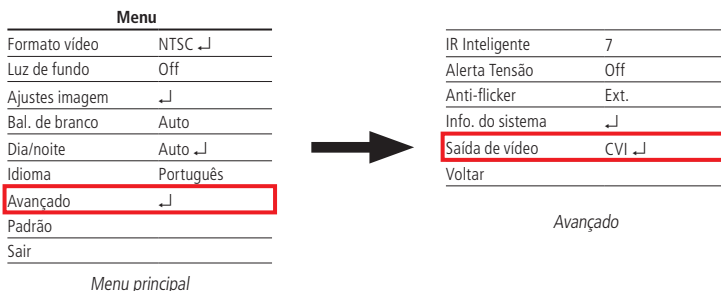 Menu
Formato vídeo NTSC ↲
Luz de fundo Off
Ajustes imagem ↲
Bal. de branco Auto
Dia/noite Auto ↲
Idioma Português
Avançado ↲
Padrão
Sair
Menu principal
IR Inteligente 7
Alerta Tensão Off
Anti-flicker Ext.
Info. do sistema ↲
Saída de vídeo CVI ↲
Voltar
Avançado